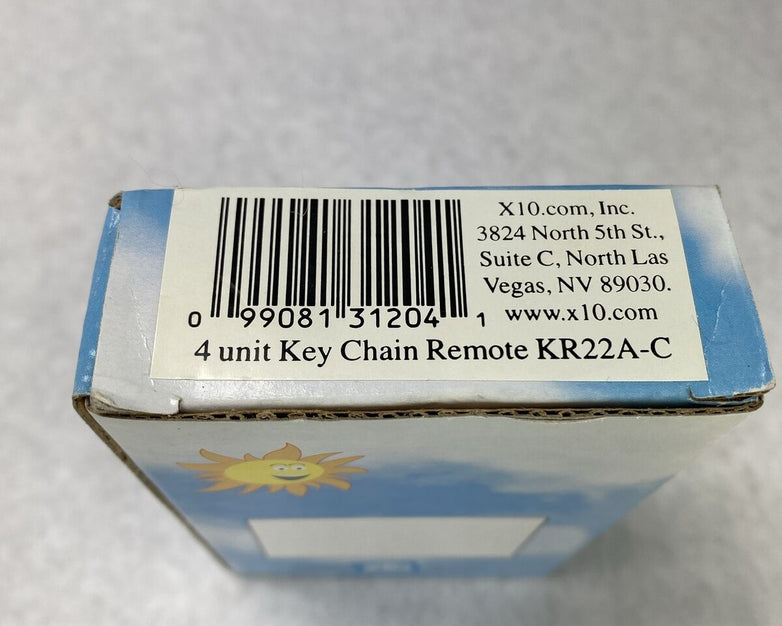 X10.com, Inc.
3824 North 5th St.,
Suite C, North Las
Vegas, NV 89030.
www.x10.com
0 99081 31204 1
4 unit Key Chain Remote KR22A-C